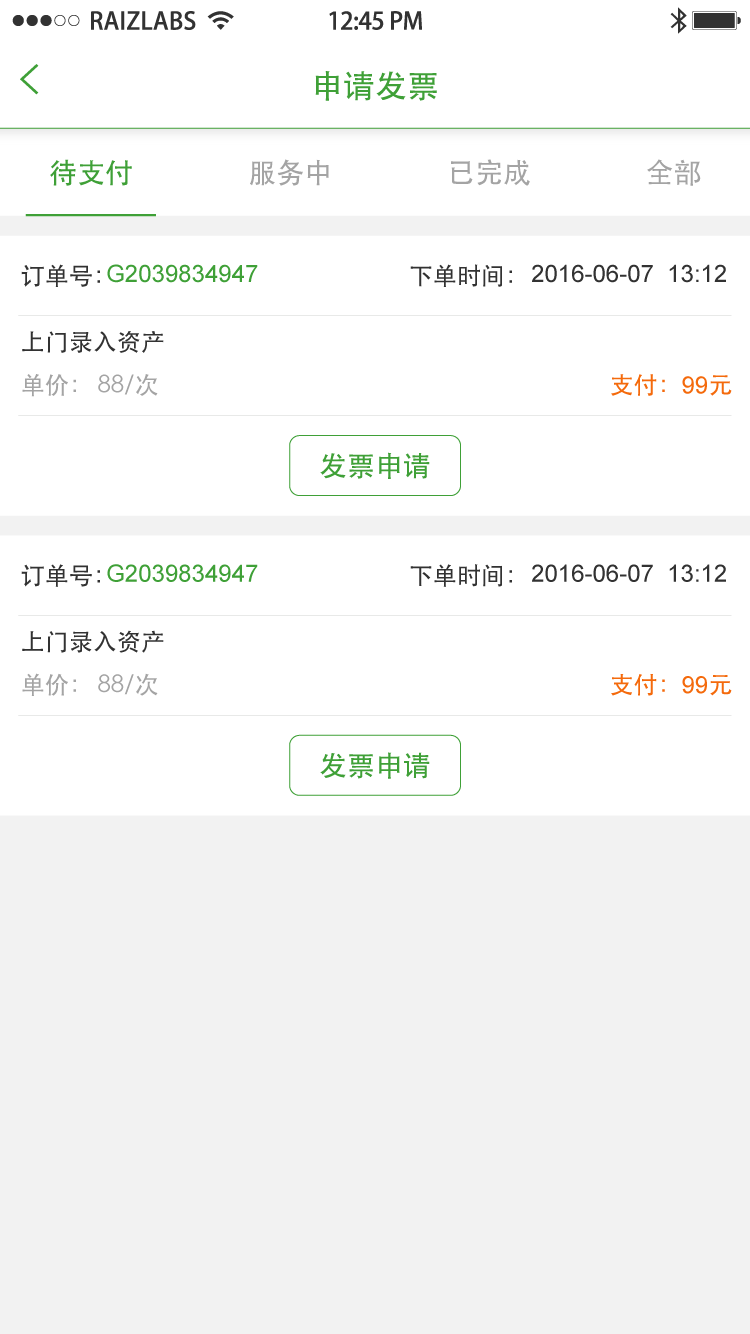 RAIZLABS 12:45 PM
申请发票
待支付 服务中 已完成 全部
订单号:G2039834947 下单时间: 2016-06-07 13:12
上门录入资产
单价: 88/次 支付: 99元
发票申请
订单号:G2039834947 下单时间: 2016-06-07 13:12
上门录入资产
单价: 88/次 支付: 99元
发票申请